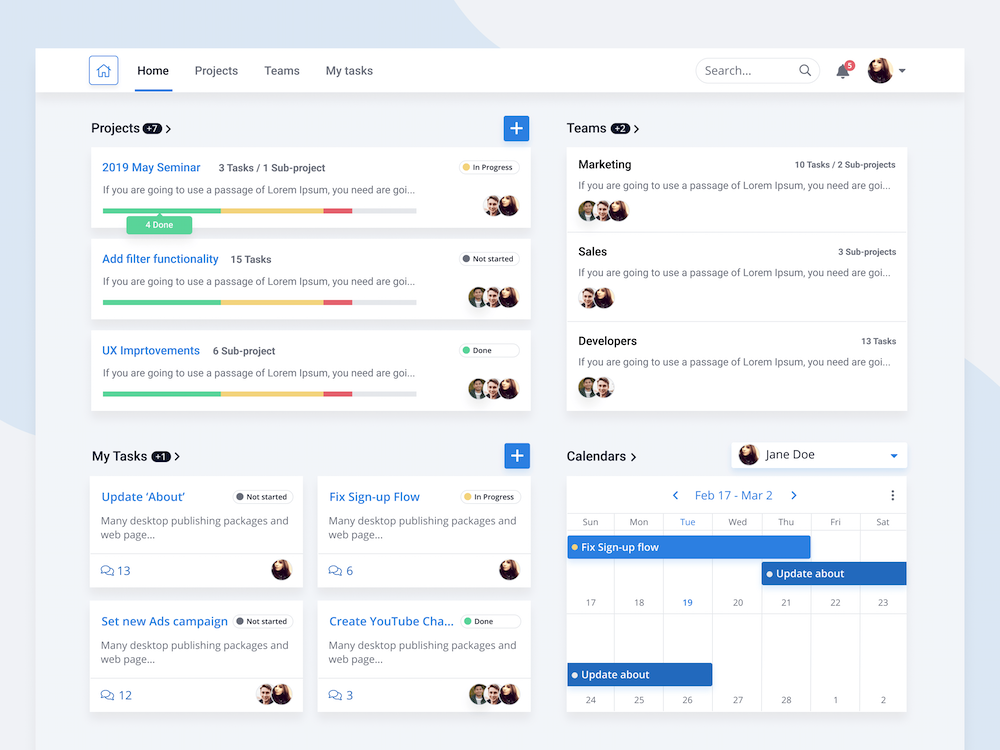 Home Projects Teams My tasks
Search...
5
Projects +7
2019 May Seminar 3 Tasks / 1 Sub-project In Progress
If you are going to use a passage of Lorem Ipsum, you need are goi...
4 Done
Add filter functionality 15 Tasks Not started
If you are going to use a passage of Lorem Ipsum, you need are goi...
UX Imprtovements 6 Sub-project Done
If you are going to use a passage of Lorem Ipsum, you need are goi...
Teams +2
Marketing 10 Tasks / 2 Sub-projects
If you are going to use a passage of Lorem Ipsum, you need are goi...
Sales 3 Sub-projects
If you are going to use a passage of Lorem Ipsum, you need are goi...
Developers 13 Tasks
If you are going to use a passage of Lorem Ipsum, you need are goi...
My Tasks +1
Update ‘About’ Not started
Many desktop publishing packages and
web page...
13
Fix Sign-up Flow In Progress
Many desktop publishing packages and
web page...
6
Set new Ads campaign Not started
Many desktop publishing packages and
web page...
12
Create YouTube Cha... Done
Many desktop publishing packages and
web page...
3
Calendars
Jane Doe
Feb 17 - Mar 2
Sun Mon Tue Wed Thu Fri Sat
Fix Sign-up flow
Update about
17 18 19 20 21 22 23
Update about
24 25 26 27 28 1 2